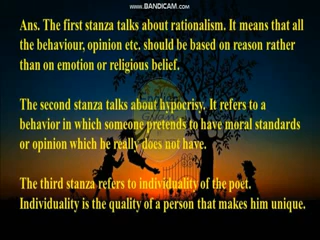 www.BANDICAM.com
Ans. The first stanza talks about rationalism. It means that all
the behaviour, opinion etc. should be based on reason rather
than on emotion or religious belief.
The second stanza talks about hypocrisy. It refers to a
behavior in which someone pretends to have moral standards
or opinion which he really does not have.
The third stanza refers to individuality of the poet.
Individuality is the quality of a person that makes him unique.